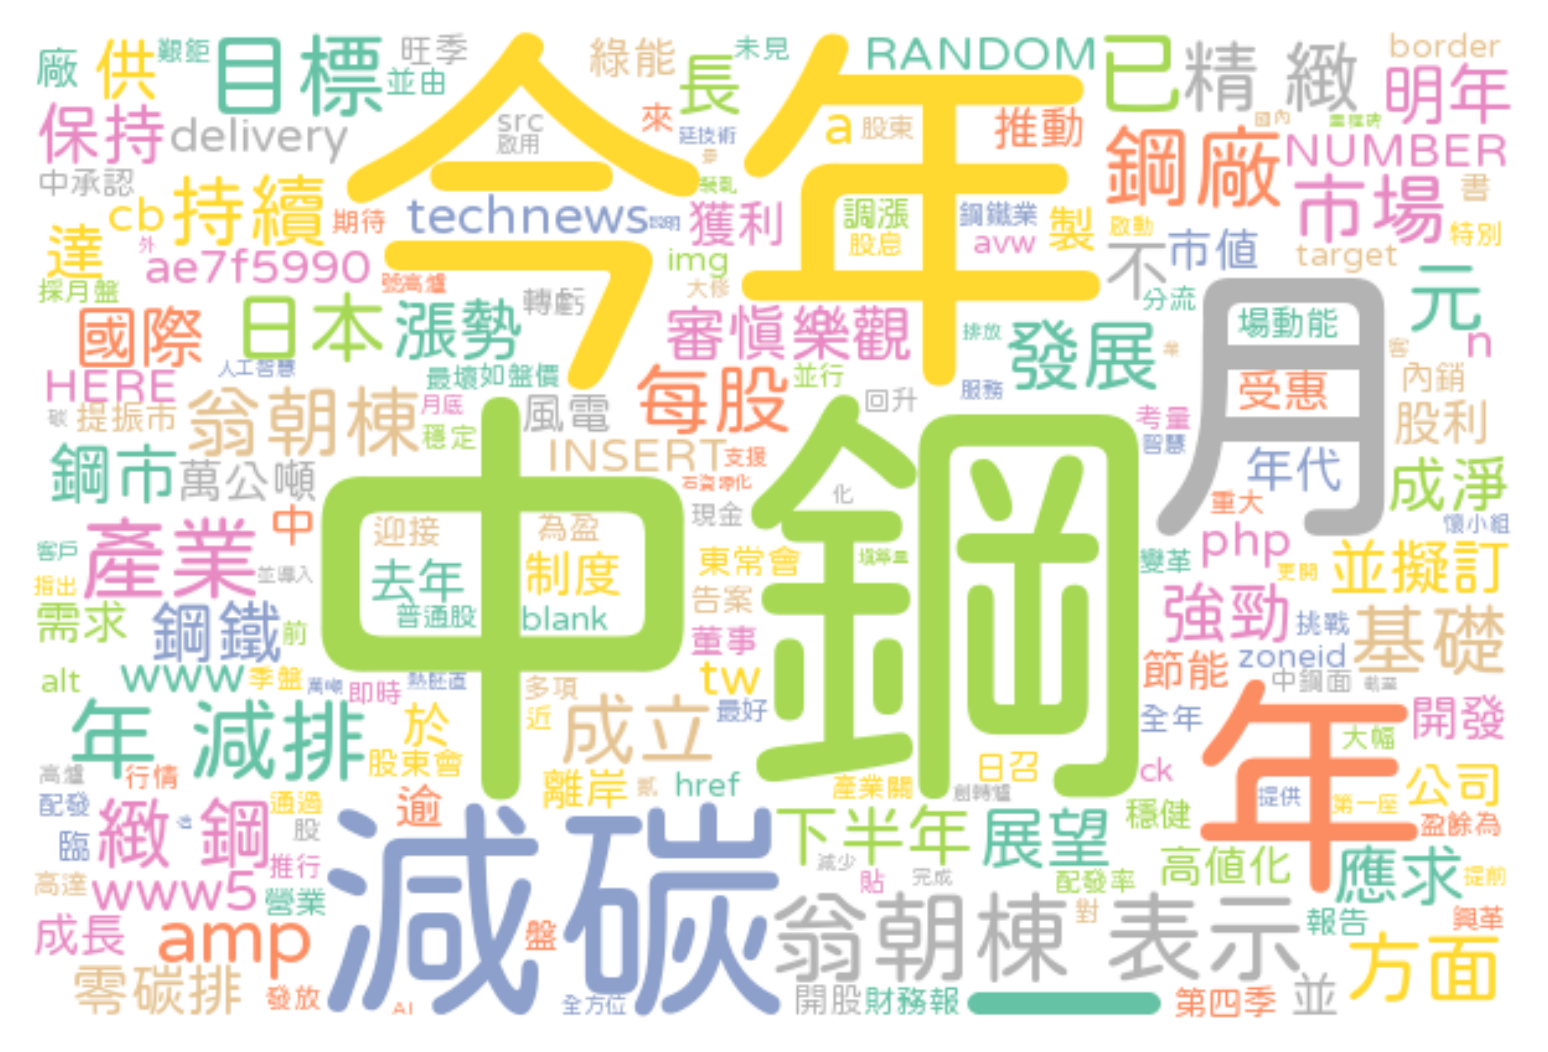 廠 供 艱鉅 目標 旺季 並由 今年 綠能 長 未見 RANDOM 已 精 緻 border 明年
保持 delivery src 啟用 來 延技術 a 股東 推動 鋼廠 國內 NUMBER
中承認 cb 持續 期待 technews 獲利 調漲 股息 鋼鐵業 製 啟動 市場 書 特別
達 外 ae7f5990 號高爐 img avw 不 市值 target 元
採月盤 大修 分流 月 場動能 n
國際 日本 漲勢 轉虧 審慎樂觀 排放 發展 業 客
HERE 人工智慧 最壞如盤價 每股 並行 服務 受惠 內銷
碳 提振市 翁朝棟 月底 穩定 風電 回升 考量 智慧 股利
鋼市 萬公噸 INSERT 支援 中鋼 化 年代 成淨
中 現金 重大 懷小組
產業 迎接 為盈 php
客戶 指出 並導入 去年 制度 東常會 變革 更開 並擬訂
需求 鋼鐵 前 普通股 blank 告案 強勁 挑戰 基礎
董事 節能 zoneid
alt www 季盤 萬噸 即時 多項 tw 中鋼面
年 減排 於 近 成立 最好 全年 年 開發
股東會 大幅
高爐 行情 離岸 href 產業關 日召 ck 公司
配發 緻 鋼 通過 逾 減碳 下半年 展望 穩健 提供 第一座 盈餘為
臨 股 推行 減少 貼 完成 配發率 高值化 應求 提前
高達 www5 營業 翁朝棟 對 表示 報告 興革
成長 amp 盤 方面
零碳排 發放 AI 全方位 開股 財務報 一 第四季 並